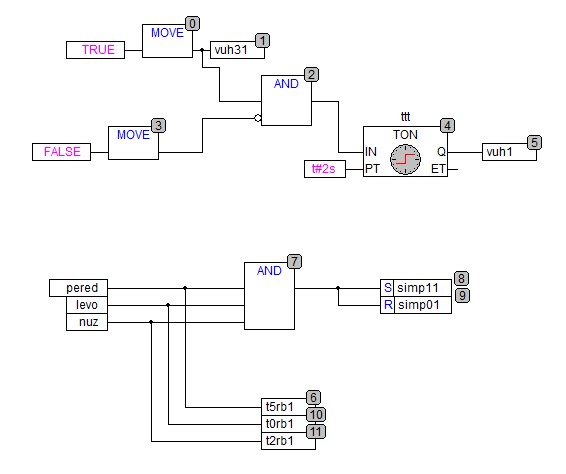 MOVE 0
TRUE vuh31 1
AND 2
MOVE 3
FALSE
ttt
TON 4
IN Q vuh1 5
t#2s PT ET
AND 7
pered S simp11 8
levo R simp01 9
nuz
t5rb1 6
t0rb1 10
t2rb1 11